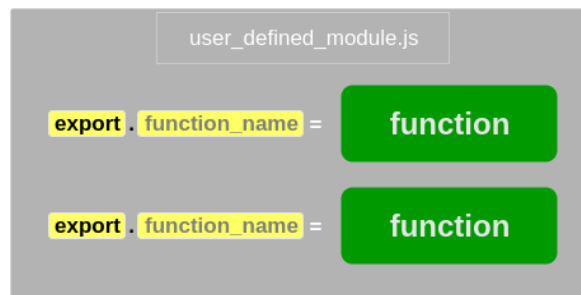 user_defined_module.js
export . function_name = function
export . function_name = function